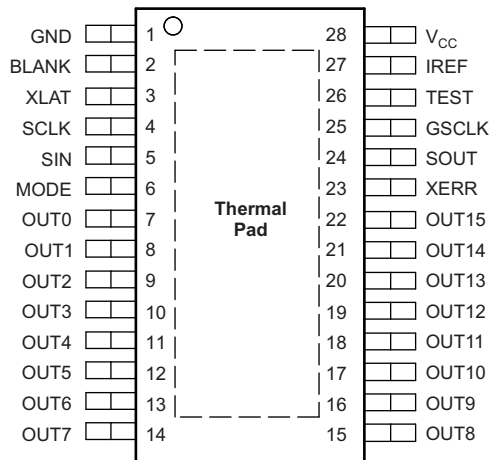 GND 1 28 VCC
BLANK 2 27 IREF
XLAT 3 26 TEST
SCLK 4 25 GSCLK
SIN 5 24 SOUT
MODE 6 23 XERR
OUT0 7 Thermal 22 OUT15
OUT1 8 Pad 21 OUT14
OUT2 9 20 OUT13
OUT3 10 19 OUT12
OUT4 11 18 OUT11
OUT5 12 17 OUT10
OUT6 13 16 OUT9
OUT7 14 15 OUT8